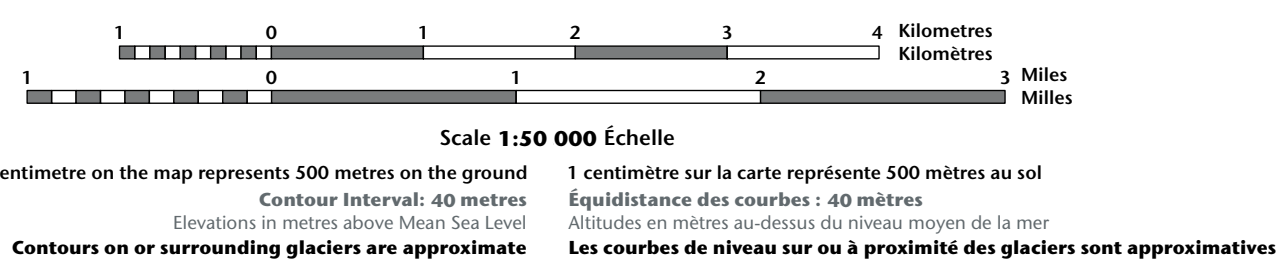 1 0 1 2 3 4 Kilometres
Kilomètres
1 0 1 2 3 Miles
Milles
Scale 1:50 000 Échelle
entimetre on the map represents 500 metres on the ground
1 centimètre sur la carte représente 500 mètres au sol
Contour Interval: 40 metres
Équidistance des courbes : 40 mètres
Elevations in metres above Mean Sea Level
Altitudes en mètres au-dessus du niveau moyen de la mer
Contours on or surrounding glaciers are approximate
Les courbes de niveau sur ou à proximité des glaciers sont approximatives